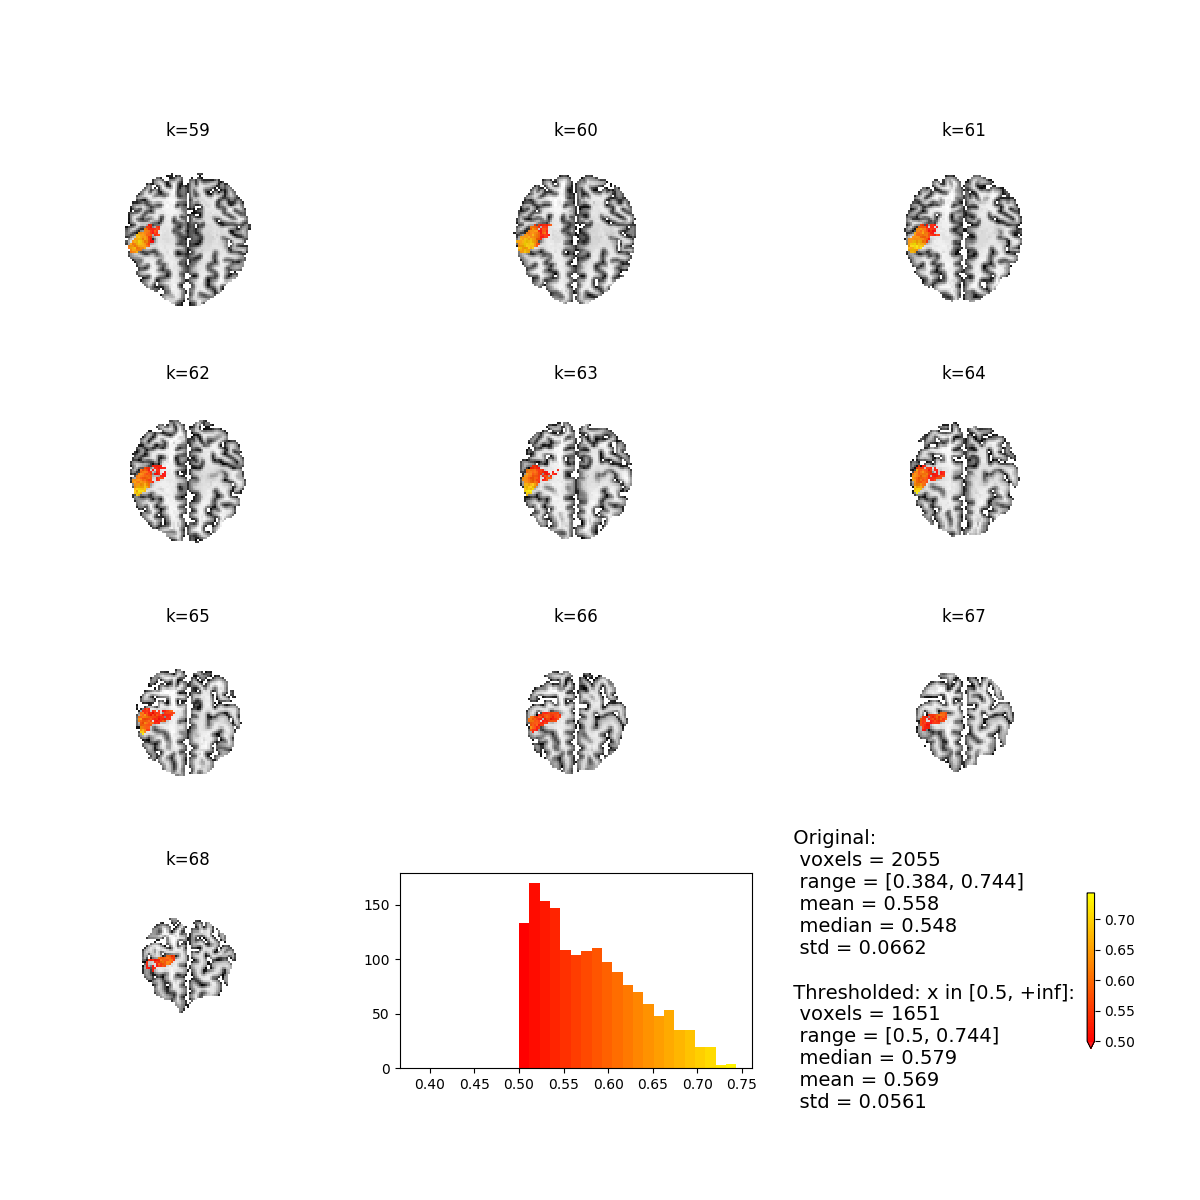 k=59
k=60
k=61
k=62
k=63
k=64
k=65
k=66
k=67
k=68
150
100
50
0
0.40 0.45 0.50 0.55 0.60 0.65 0.70 0.75
Original:
voxels = 2055
range = [0.384, 0.744]
mean = 0.558
median = 0.548
std = 0.0662
Thresholded: x in [0.5, +inf]:
voxels = 1651
range = [0.5, 0.744]
median = 0.579
mean = 0.569
std = 0.0561
0.70
0.65
0.60
0.55
0.50